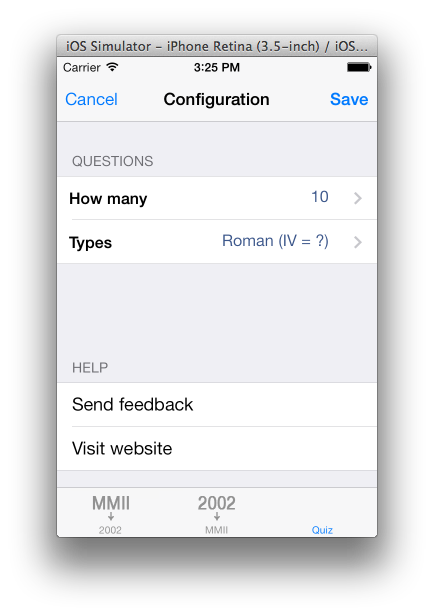 iOS Simulator – iPhone Retina (3.5-inch) / iOS...
Carrier 3:25 PM
Cancel Configuration Save
QUESTIONS
How many 10
Types Roman (IV = ?)
HELP
Send feedback
Visit website
MMII 2002
2002 MMII Quiz